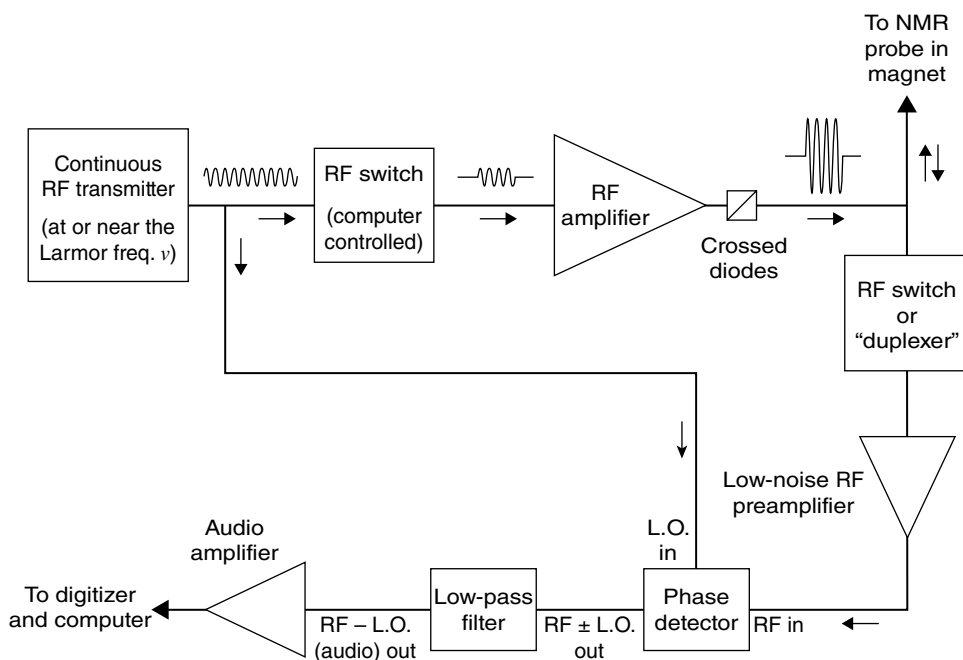 To NMR
probe in
magnet
Continuous
RF transmitter
(at or near the
Larmor freq. ν)
RF switch
(computer
controlled)
RF
amplifier
Crossed
diodes
RF switch
or
“duplexer”
Low-noise RF
preamplifier
Audio
amplifier
L.O.
in
To digitizer
and computer
Low-pass
filter
Phase
detector
RF – L.O.
(audio) out
RF ± L.O.
out
RF in